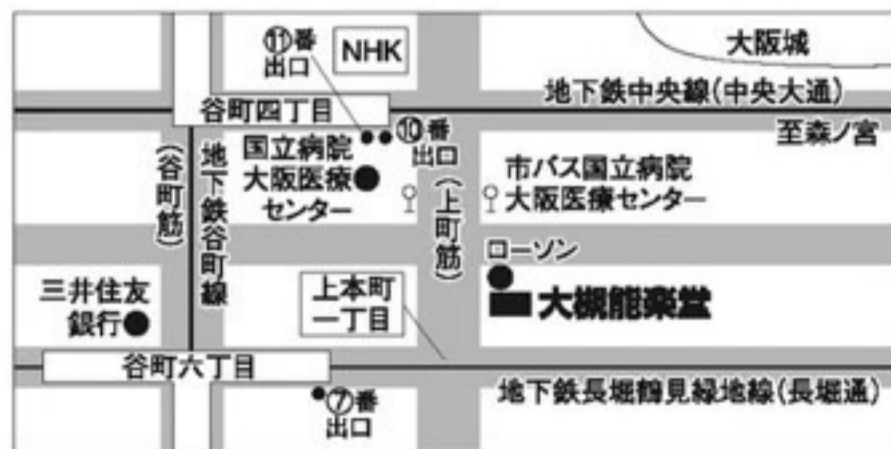 ⑪番
出口
NHK
大阪城
地下鉄中央線(中央大通)
谷町四丁目
至森ノ宮
⑩番
出口
国立病院
大阪医療
センター
(谷町筋)
地下鉄谷町線
(上町筋)
市バス国立病院
大阪医療センター
ローソン
大槻能楽堂
三井住友
銀行
上本町
一丁目
谷町六丁目
地下鉄長堀鶴見緑地線(長堀通)
⑦番
出口